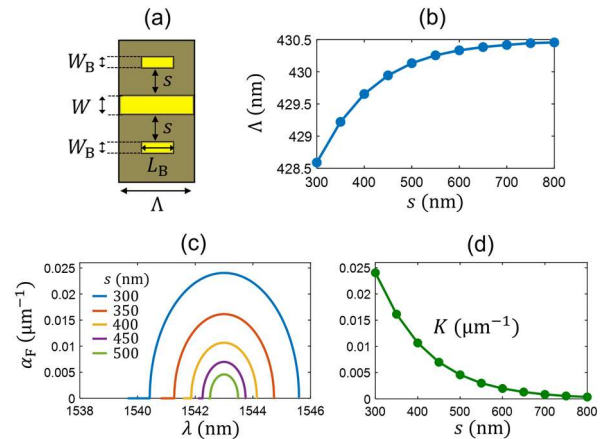 (a)
W_B
s
W
s
W_B
L_B
Λ
(b)
430.5
430
429.5
429
428.5
Λ (nm)
300 400 500 600 700 800
s (nm)
(c)
0.025
0.02
0.015
0.01
0.005
0
α_F (μm⁻¹)
s (nm)
300
350
400
450
500
1538 1540 1542 1544 1546
λ (nm)
(d)
0.025
0.02
0.015
0.01
0.005
0
K (μm⁻¹)
300 400 500 600 700 800
s (nm)